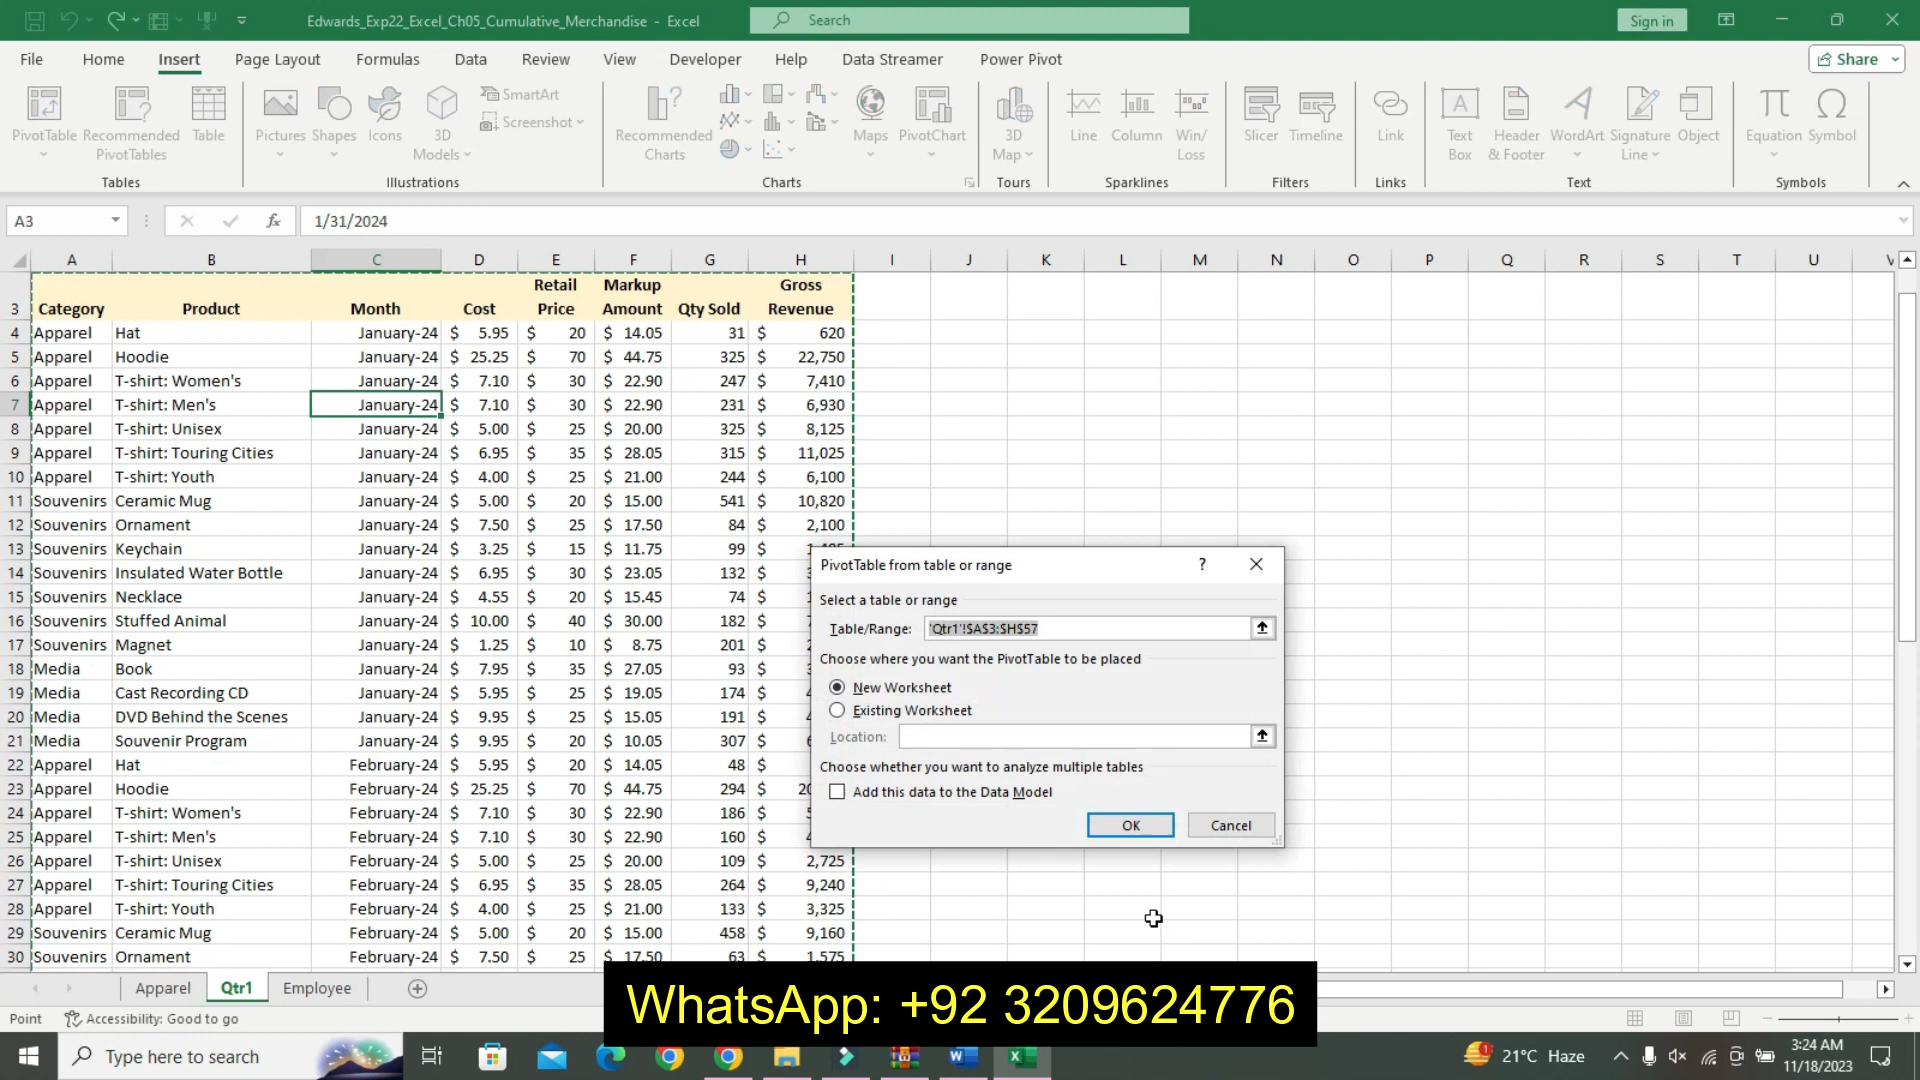 Edwards_Exp22_Excel_Ch05_Cumulative_Merchandise - Excel
Search
Sign in
File Home Insert Page Layout Formulas Data Review View Developer Help Data Streamer Power Pivot Share
PivotTable Recommended PivotTables Table
Pictures Shapes Icons 3D Models SmartArt Screenshot
Recommended Charts Maps PivotChart
3D Map
Line Column Win/Loss
Slicer Timeline
Link
Text Box Header & Footer WordArt Signature Line Object
Equation Symbol
Tables Illustrations Charts Tours Sparklines Filters Links Text Symbols
A3 fx 1/31/2024
A B C D E F G H I J K L M N O P Q R S T U V
3 Category Product Month Cost Retail Price Markup Amount Qty Sold Gross Revenue
4 Apparel Hat January-24 $ 5.95 $ 20 $ 14.05 31 $ 620
5 Apparel Hoodie January-24 $ 25.25 $ 70 $ 44.75 325 $ 22,750
6 Apparel T-shirt: Women's January-24 $ 7.10 $ 30 $ 22.90 247 $ 7,410
7 Apparel T-shirt: Men's January-24 $ 7.10 $ 30 $ 22.90 231 $ 6,930
8 Apparel T-shirt: Unisex January-24 $ 5.00 $ 25 $ 20.00 325 $ 8,125
9 Apparel T-shirt: Touring Cities January-24 $ 6.95 $ 35 $ 28.05 315 $ 11,025
10 Apparel T-shirt: Youth January-24 $ 4.00 $ 25 $ 21.00 244 $ 6,100
11 Souvenirs Ceramic Mug January-24 $ 5.00 $ 20 $ 15.00 541 $ 10,820
12 Souvenirs Ornament January-24 $ 7.50 $ 25 $ 17.50 84 $ 2,100
13 Souvenirs Keychain January-24 $ 3.25 $ 15 $ 11.75 99 $
14 Souvenirs Insulated Water Bottle January-24 $ 6.95 $ 30 $ 23.05 132 $
15 Souvenirs Necklace January-24 $ 4.55 $ 20 $ 15.45 74 $
16 Souvenirs Stuffed Animal January-24 $ 10.00 $ 40 $ 30.00 182 $
17 Souvenirs Magnet January-24 $ 1.25 $ 10 $ 8.75 201 $
18 Media Book January-24 $ 7.95 $ 35 $ 27.05 93 $
19 Media Cast Recording CD January-24 $ 5.95 $ 25 $ 19.05 174 $
20 Media DVD Behind the Scenes January-24 $ 9.95 $ 25 $ 15.05 191 $
21 Media Souvenir Program January-24 $ 9.95 $ 20 $ 10.05 307 $
22 Apparel Hat February-24 $ 5.95 $ 20 $ 14.05 48 $
23 Apparel Hoodie February-24 $ 25.25 $ 70 $ 44.75 294 $
24 Apparel T-shirt: Women's February-24 $ 7.10 $ 30 $ 22.90 186 $
25 Apparel T-shirt: Men's February-24 $ 7.10 $ 30 $ 22.90 160 $
26 Apparel T-shirt: Unisex February-24 $ 5.00 $ 25 $ 20.00 109 $ 2,725
27 Apparel T-shirt: Touring Cities February-24 $ 6.95 $ 35 $ 28.05 264 $ 9,240
28 Apparel T-shirt: Youth February-24 $ 4.00 $ 25 $ 21.00 133 $ 3,325
29 Souvenirs Ceramic Mug February-24 $ 5.00 $ 20 $ 15.00 458 $ 9,160
30 Souvenirs Ornament February-24 $ 7.50 $ 25 $ 17.50 63 $ 1,575
PivotTable from table or range ?
Select a table or range
Table/Range: 'Qtr1'!$A$3:$H$57
Choose where you want the PivotTable to be placed
New Worksheet
Existing Worksheet
Location:
Choose whether you want to analyze multiple tables
Add this data to the Data Model
OK Cancel
Apparel Qtr1 Employee
WhatsApp: +92 3209624776
Point Accessibility: Good to go
Type here to search
21°C Haze
3:24 AM
11/18/2023